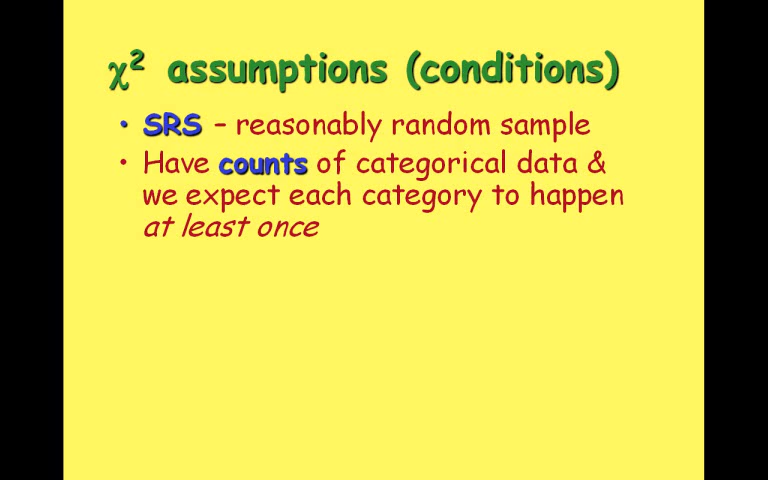 χ² assumptions (conditions)
• SRS – reasonably random sample
• Have counts of categorical data &
we expect each category to happen
at least once